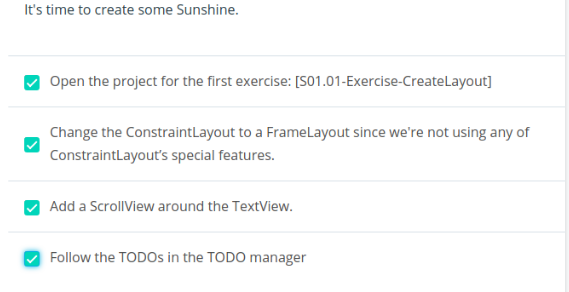 It's time to create some Sunshine.
Open the project for the first exercise: [S01.01-Exercise-CreateLayout]
Change the ConstraintLayout to a FrameLayout since we're not using any of
ConstraintLayout's special features.
Add a ScrollView around the TextView.
Follow the TODOs in the TODO manager